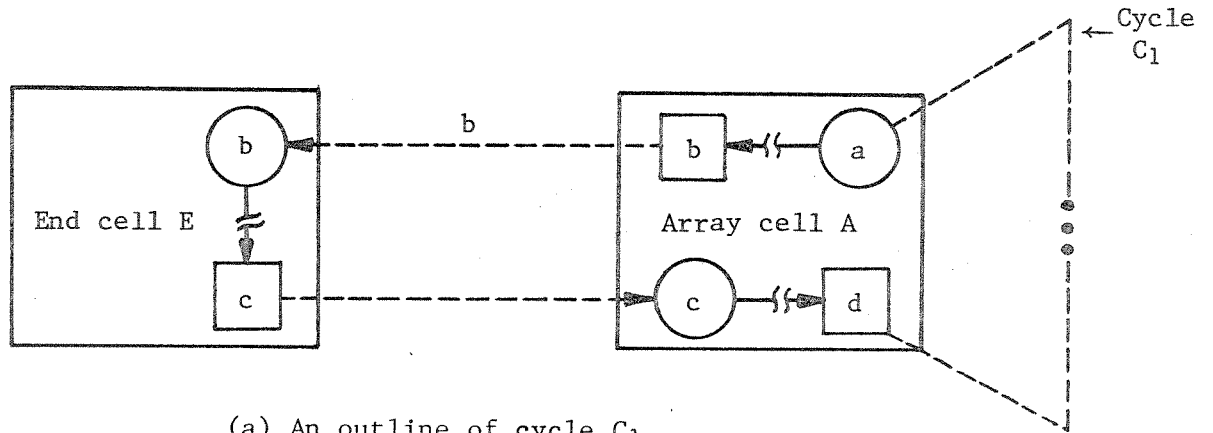 Cycle
C1
b
b
b
a
End cell E
Array cell A
c
c
d
(a) An outline of cycle C1